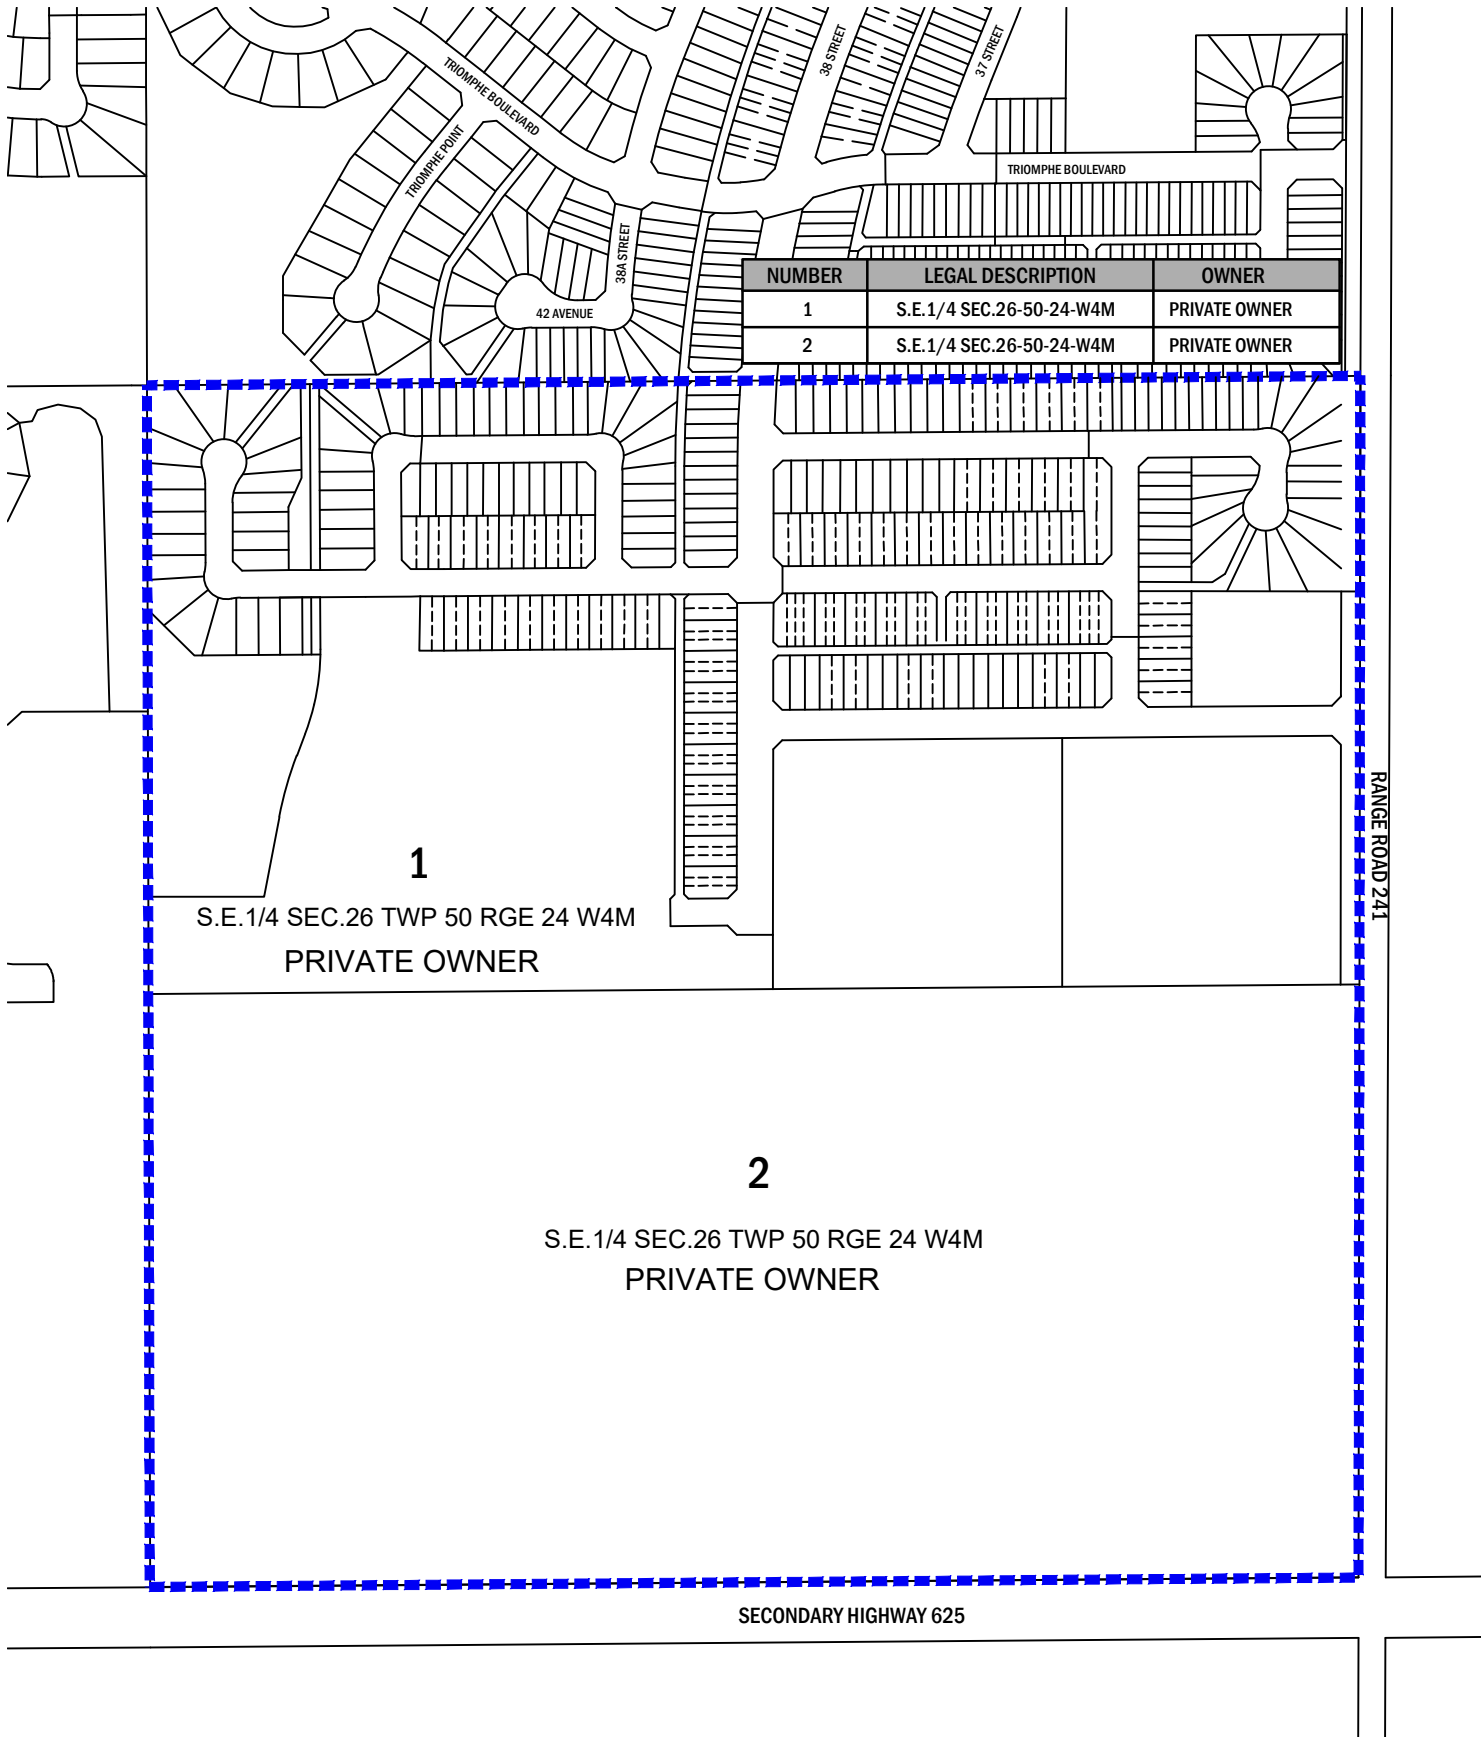 38 STREET
37 STREET
TRIOMPHE BOULEVARD
TRIOMPHE POINT
TRIOMPHE BOULEVARD
38A STREET
42 AVENUE
NUMBER LEGAL DESCRIPTION OWNER
1 S.E.1/4 SEC.26-50-24-W4M PRIVATE OWNER
2 S.E.1/4 SEC.26-50-24-W4M PRIVATE OWNER
RANGE ROAD 241
1
S.E.1/4 SEC.26 TWP 50 RGE 24 W4M
PRIVATE OWNER
2
S.E.1/4 SEC.26 TWP 50 RGE 24 W4M
PRIVATE OWNER
SECONDARY HIGHWAY 625